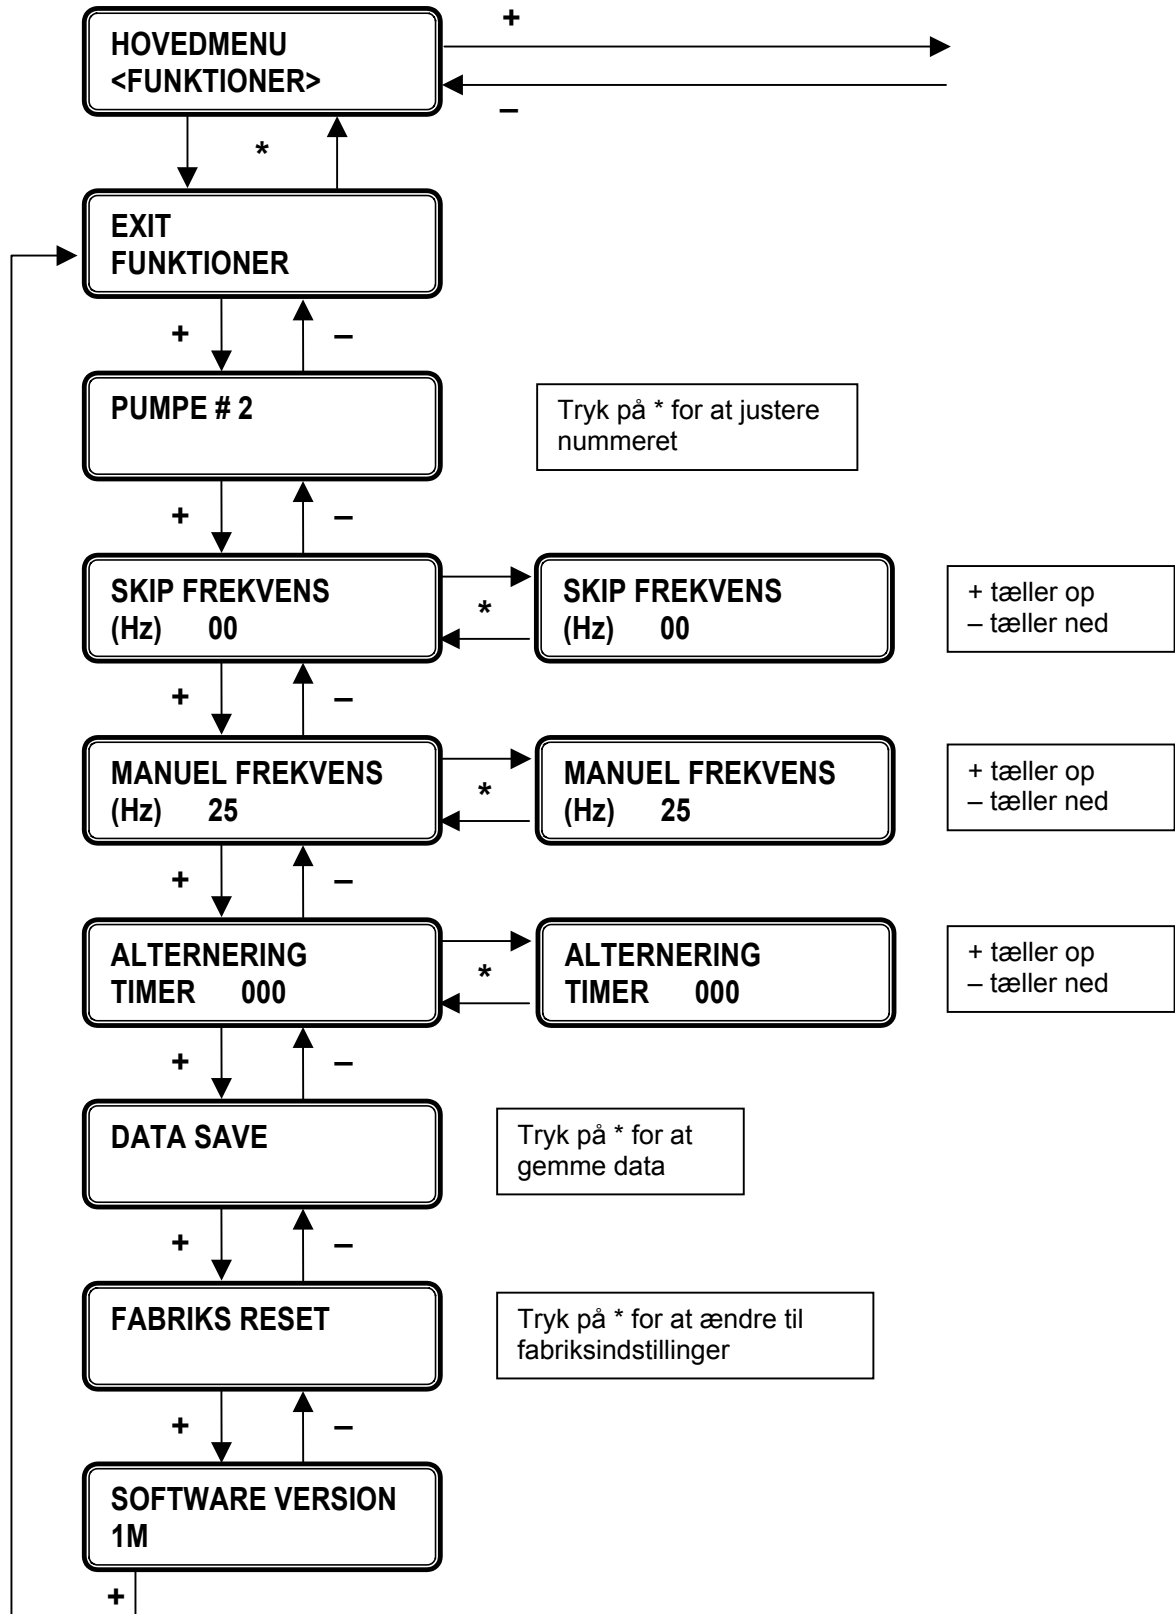 +
HOVEDMENU
<FUNKTIONER>
–
*
EXIT
FUNKTIONER
+ –
PUMPE # 2
Tryk på * for at justere
nummeret
+ –
SKIP FREKVENS
(Hz) 00
*
SKIP FREKVENS
(Hz) 00
+ tæller op
– tæller ned
+ –
MANUEL FREKVENS
(Hz) 25
*
MANUEL FREKVENS
(Hz) 25
+ tæller op
– tæller ned
+ –
ALTERNERING
TIMER 000
*
ALTERNERING
TIMER 000
+ tæller op
– tæller ned
+ –
DATA SAVE
Tryk på * for at
gemme data
+ –
FABRIKS RESET
Tryk på * for at ændre til
fabriksindstillinger
+ –
SOFTWARE VERSION
1M
+